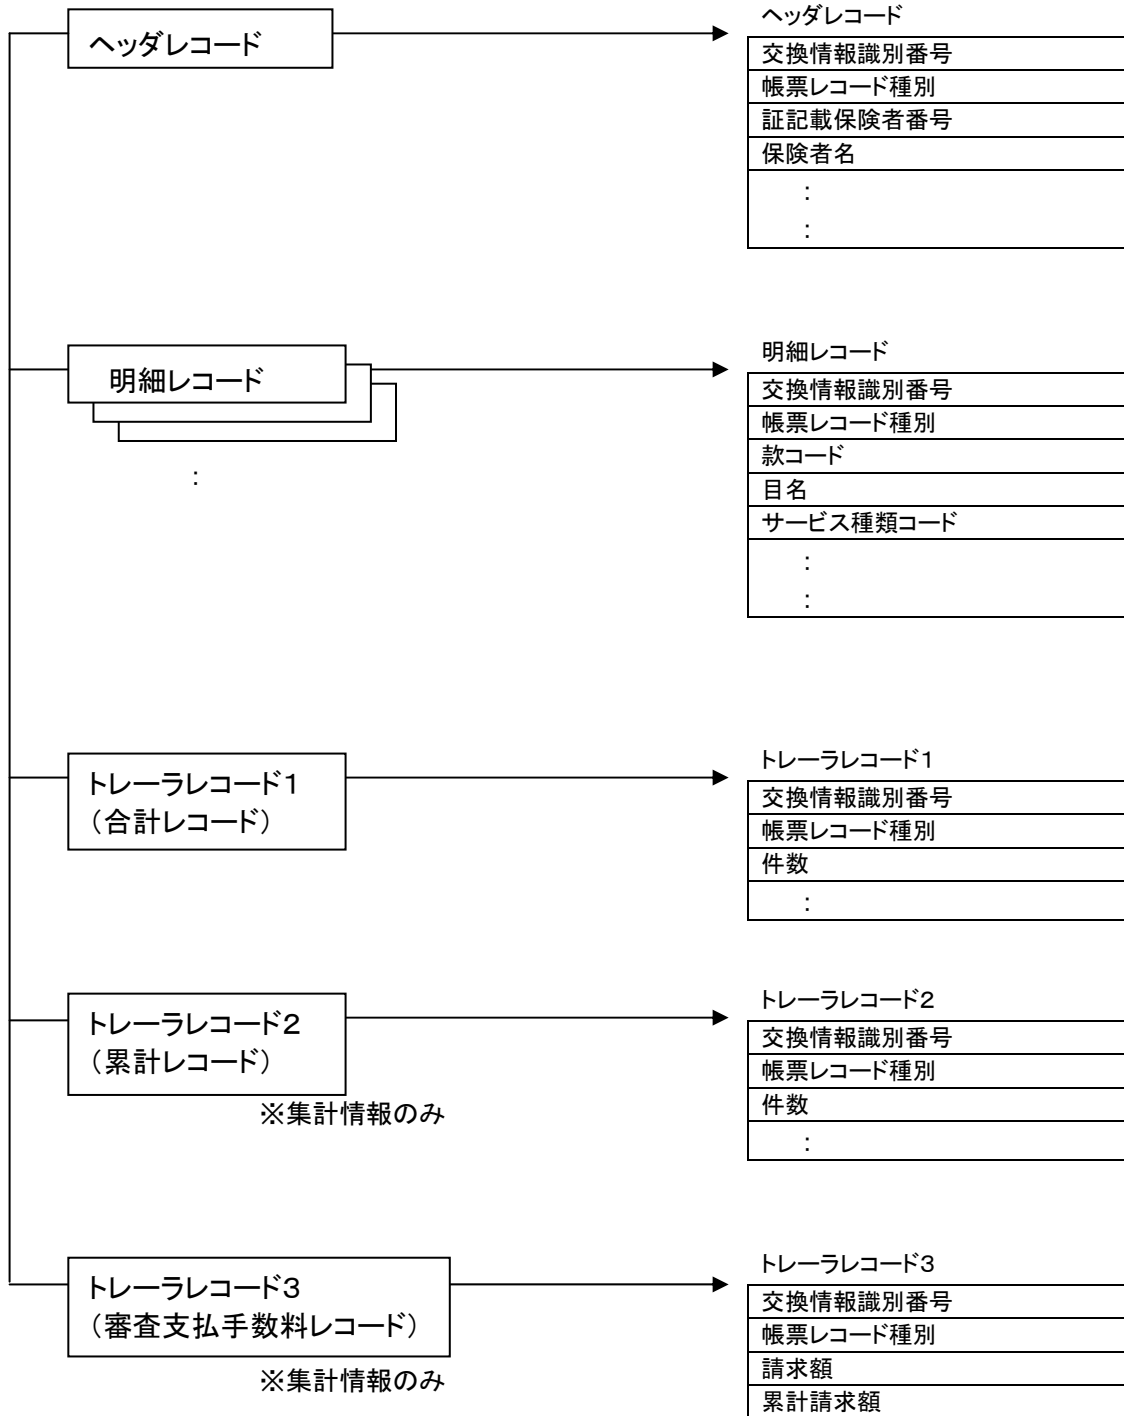 ヘッダレコード
ヘッダレコード
交換情報識別番号
帳票レコード種別
証記載保険者番号
保険者名
:
:
明細レコード
:
明細レコード
交換情報識別番号
帳票レコード種別
款コード
目名
サービス種類コード
:
:
トレーラレコード1
（合計レコード）
トレーラレコード1
交換情報識別番号
帳票レコード種別
件数
:
トレーラレコード2
（累計レコード）
※集計情報のみ
トレーラレコード2
交換情報識別番号
帳票レコード種別
件数
:
トレーラレコード3
（審査支払手数料レコード）
※集計情報のみ
トレーラレコード3
交換情報識別番号
帳票レコード種別
請求額
累計請求額